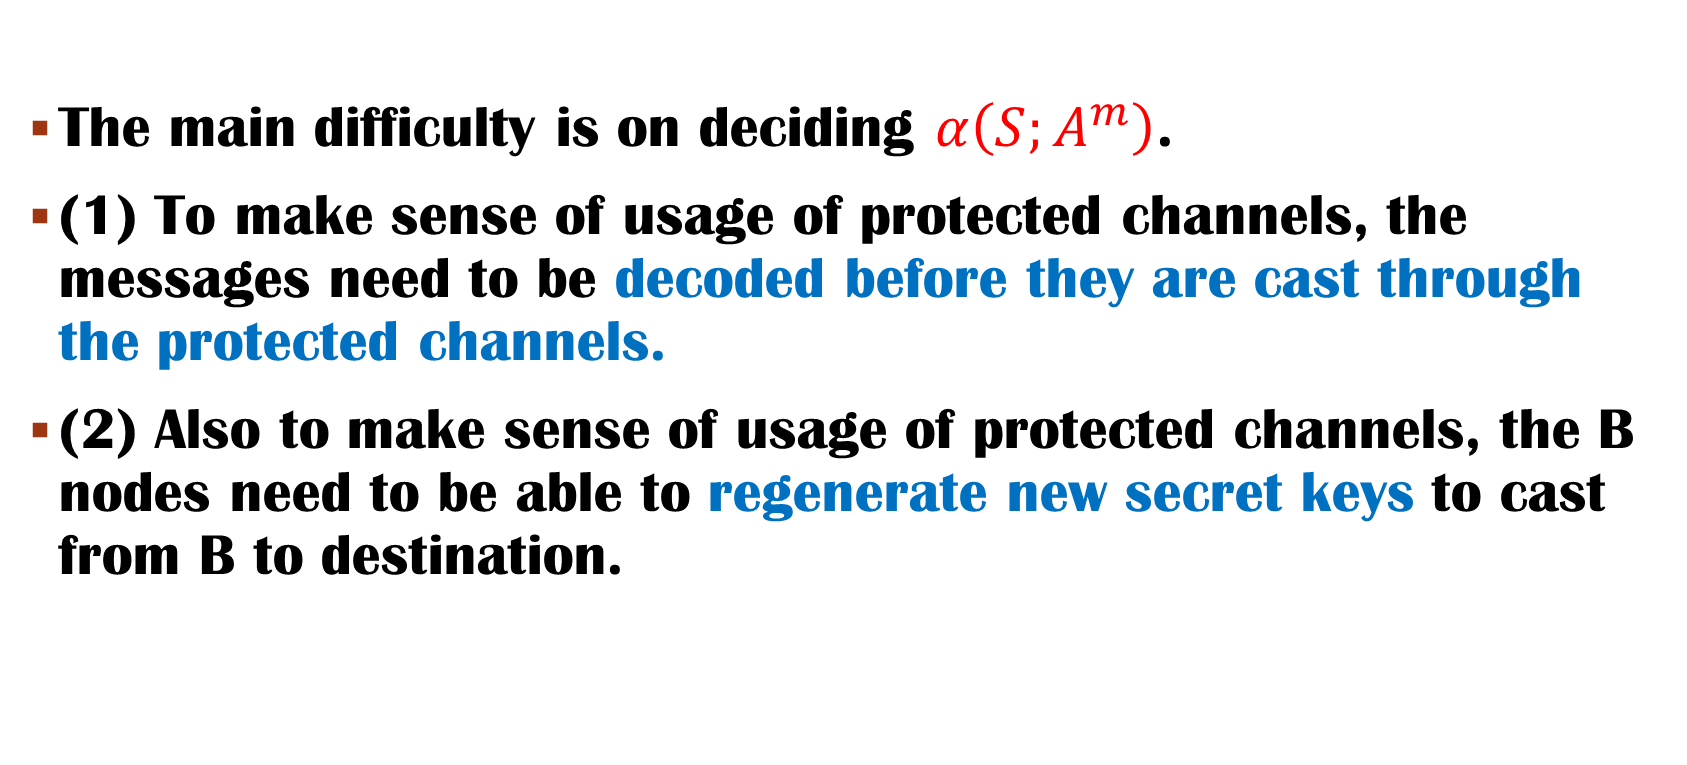 ▪ The main difficulty is on deciding α(S; A^m).
▪ (1) To make sense of usage of protected channels, the
messages need to be decoded before they are cast through
the protected channels.
▪ (2) Also to make sense of usage of protected channels, the B
nodes need to be able to regenerate new secret keys to cast
from B to destination.